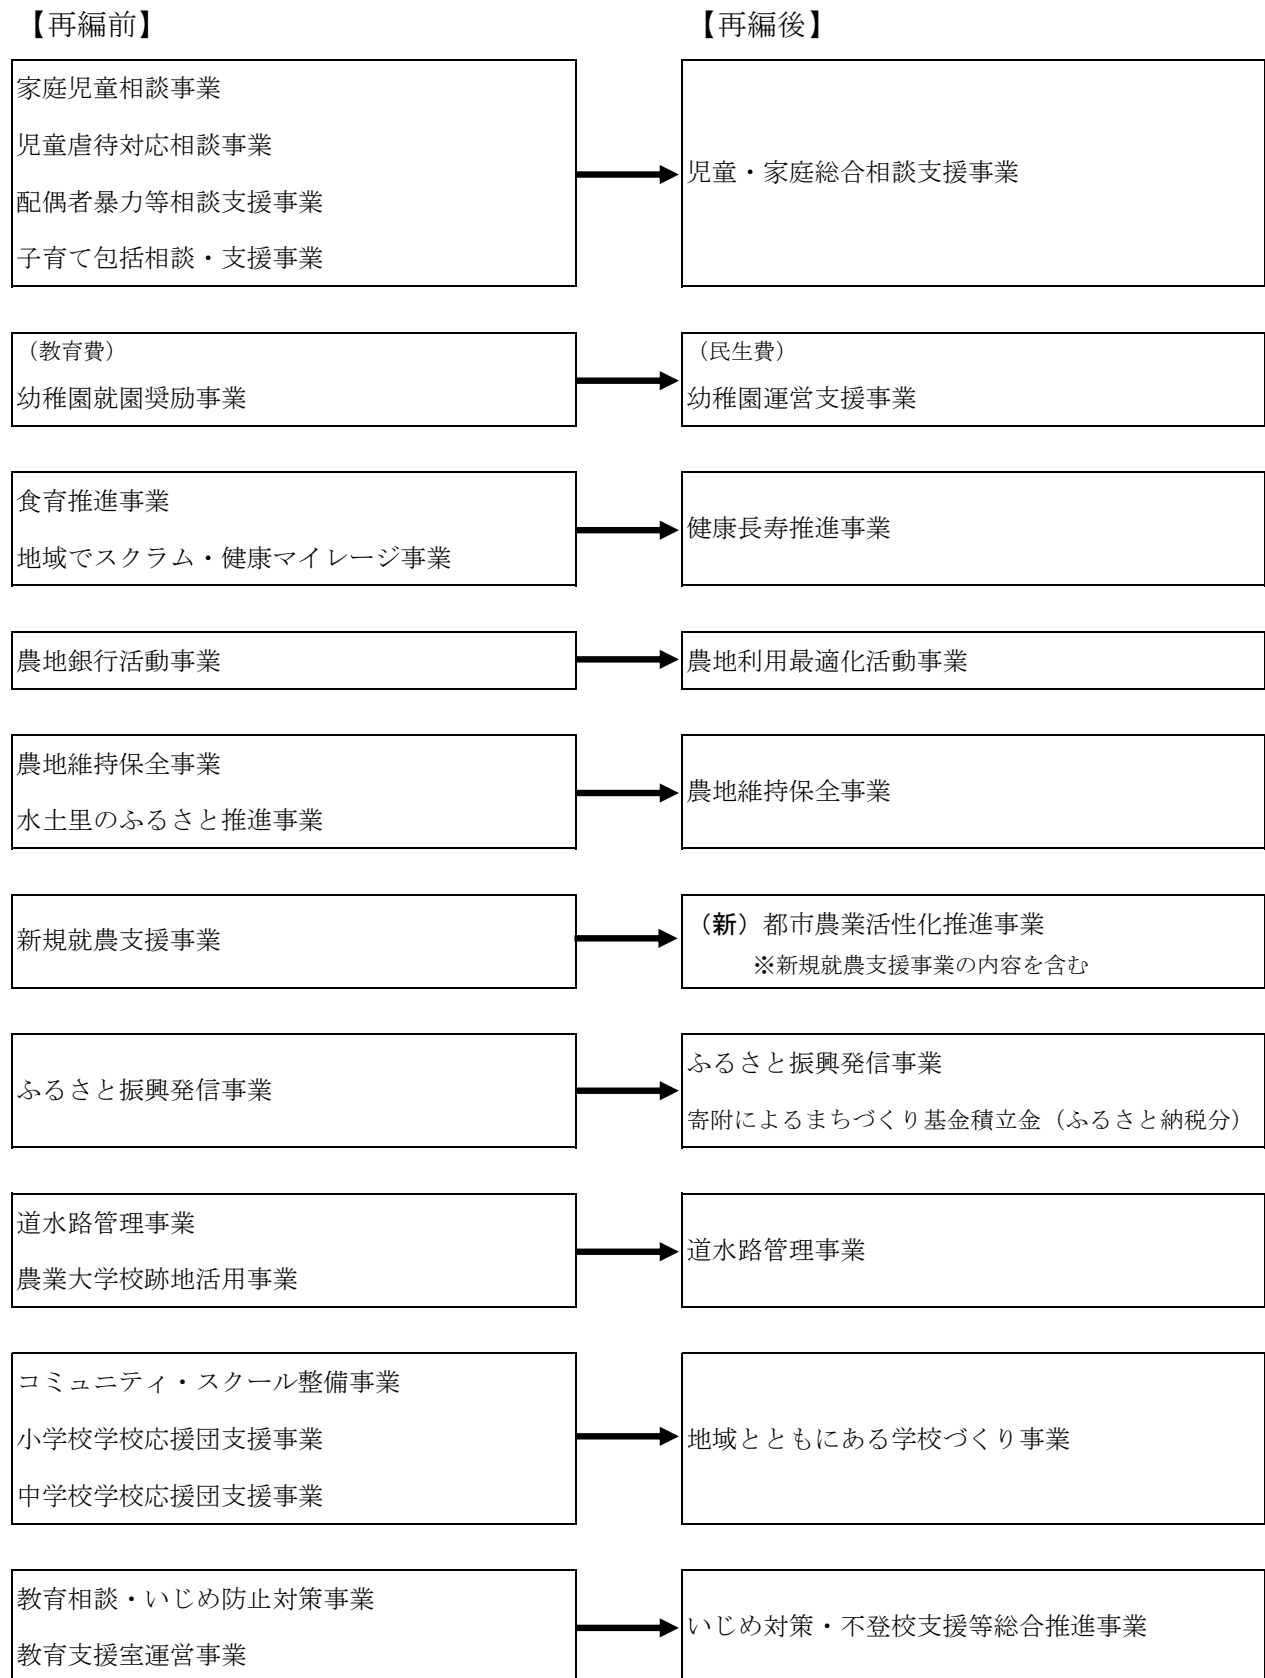 【再編前】
【再編後】
家庭児童相談事業
児童虐待対応相談事業
配偶者暴力等相談支援事業
子育て包括相談・支援事業
児童・家庭総合相談支援事業
（教育費）
幼稚園就園奨励事業
（民生費）
幼稚園運営支援事業
食育推進事業
地域でスクラム・健康マイレージ事業
健康長寿推進事業
農地銀行活動事業
農地利用最適化活動事業
農地維持保全事業
水土里のふるさと推進事業
農地維持保全事業
新規就農支援事業
（新）都市農業活性化推進事業
※新規就農支援事業の内容を含む
ふるさと振興発信事業
ふるさと振興発信事業
寄附によるまちづくり基金積立金（ふるさと納税分）
道水路管理事業
農業大学校跡地活用事業
道水路管理事業
コミュニティ・スクール整備事業
小学校学校応援団支援事業
中学校学校応援団支援事業
地域とともにある学校づくり事業
教育相談・いじめ防止対策事業
教育支援室運営事業
いじめ対策・不登校支援等総合推進事業